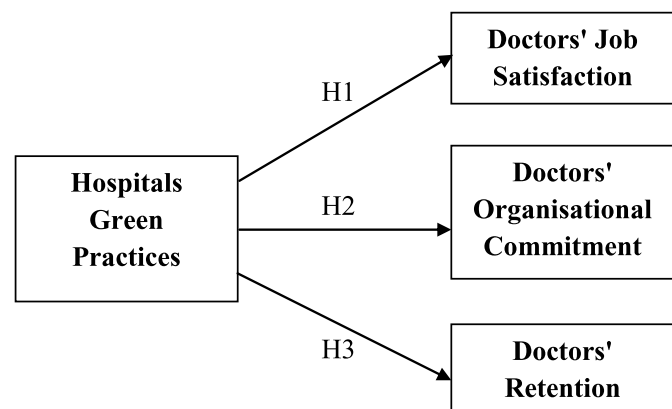 Doctors' Job
Satisfaction
H1
Hospitals
Green
Practices
H2
Doctors'
Organisational
Commitment
H3
Doctors'
Retention